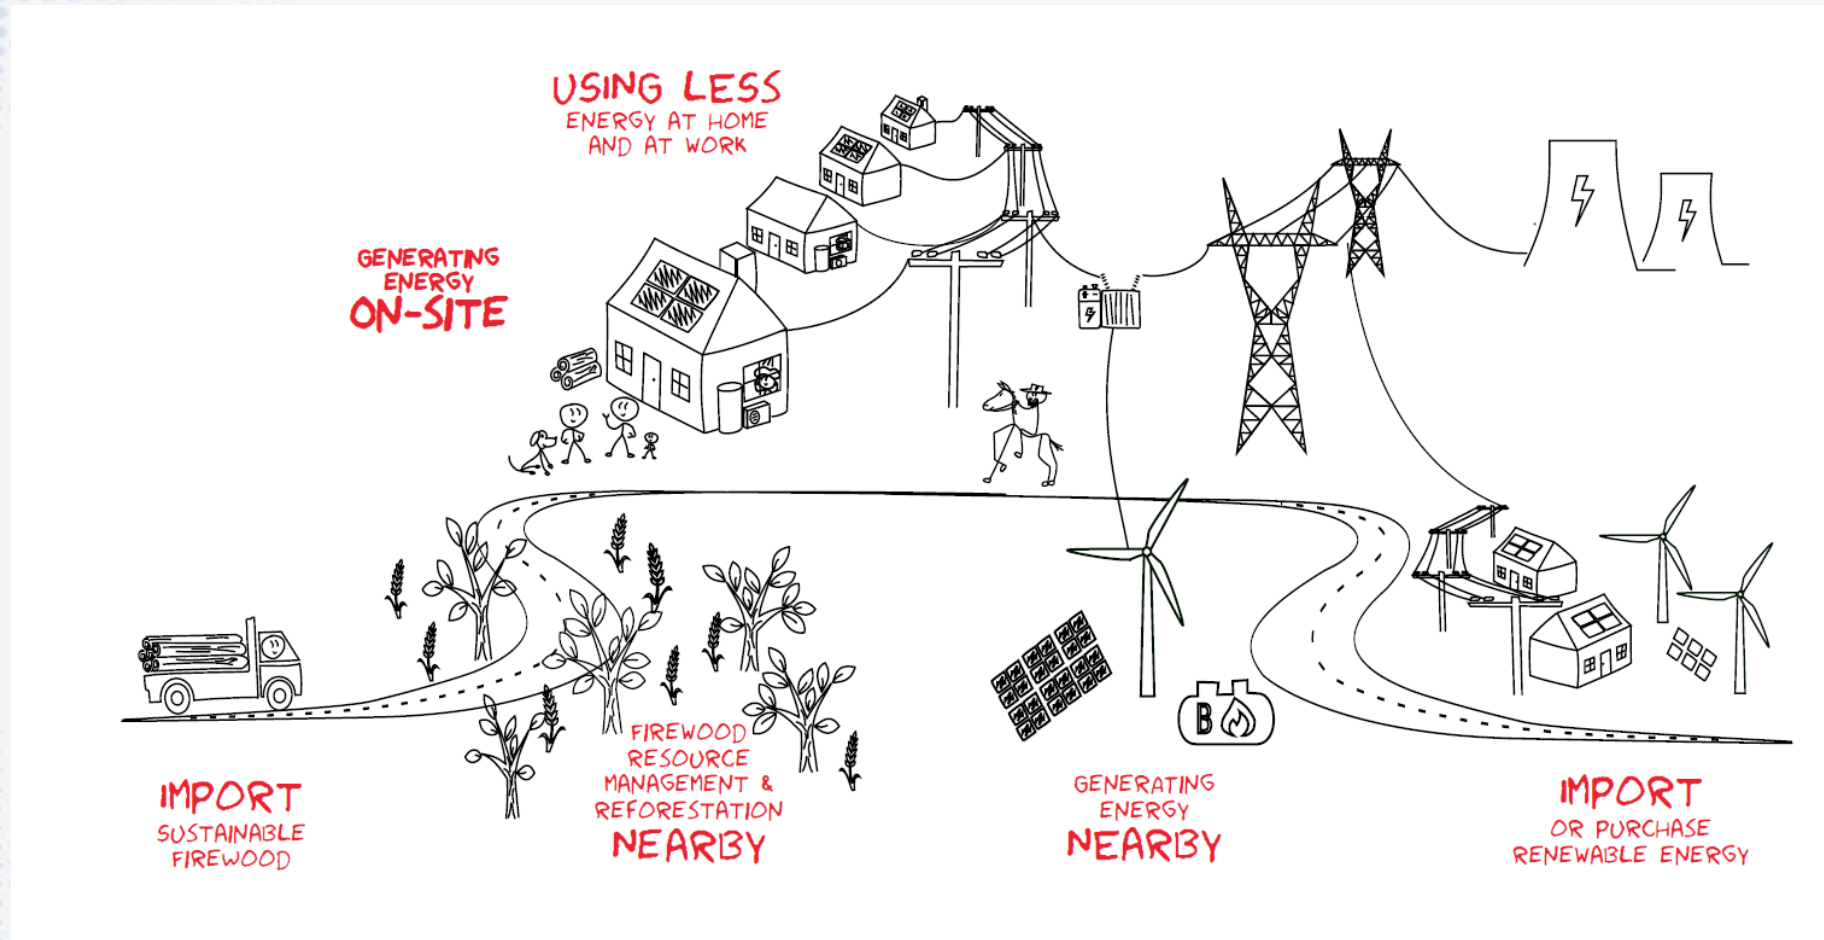 USING LESS
ENERGY AT HOME
AND AT WORK
GENERATING
ENERGY
ON-SITE
FIREWOOD
RESOURCE
MANAGEMENT &
REFORESTATION
NEARBY
IMPORT
SUSTAINABLE
FIREWOOD
B
GENERATING
ENERGY
NEARBY
IMPORT
OR PURCHASE
RENEWABLE ENERGY